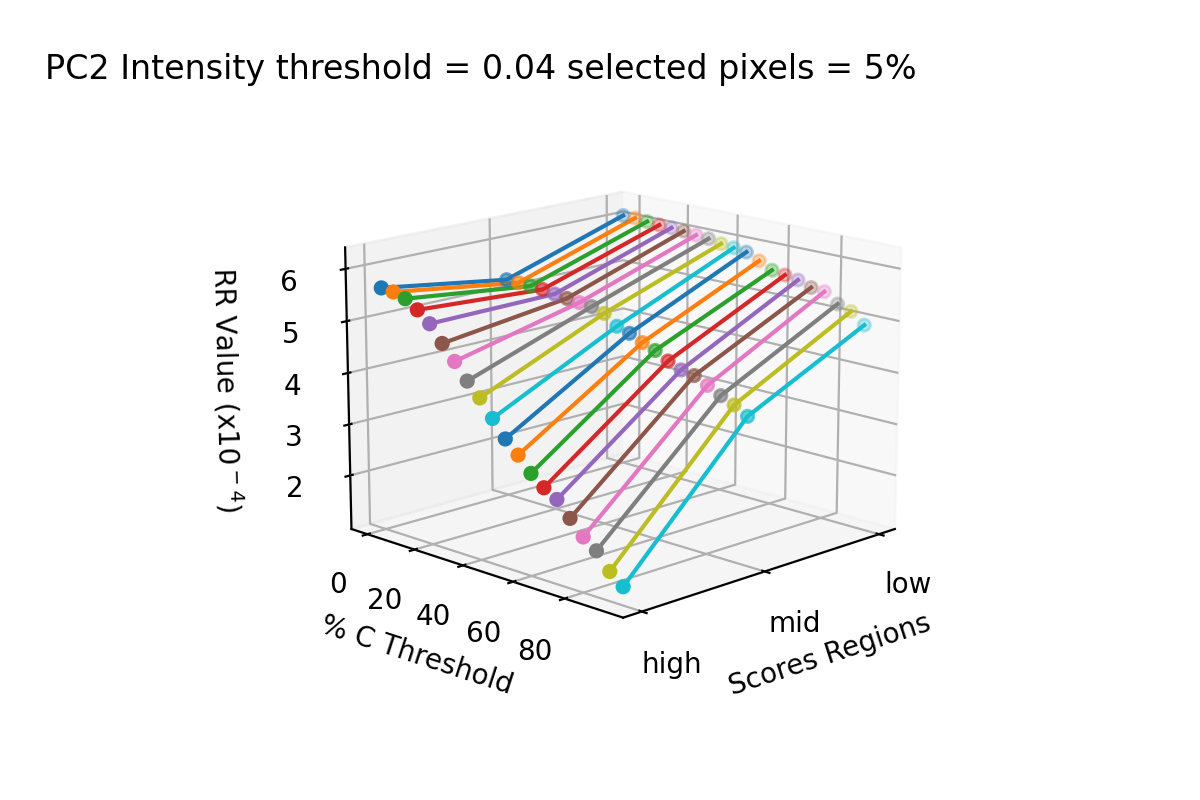 PC2 Intensity threshold = 0.04 selected pixels = 5%
RR Value (x10⁻⁴)
6
5
4
3
2
0
20
40
60
80
% C Threshold
high
mid
low
Scores Regions